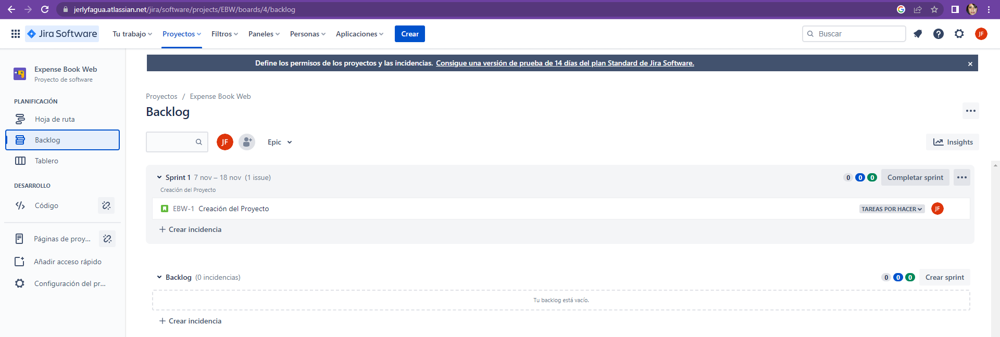 jerlyfagua.atlassian.net/jira/software/projects/EBW/boards/4/backlog
Jira Software Tu trabajo Proyectos Filtros Paneles Personas Aplicaciones Crear Buscar JF
Define los permisos de los proyectos y las incidencias. Consigue una versión de prueba de 14 días del plan Standard de Jira Software.
Expense Book Web
Proyecto de software
PLANIFICACIÓN
Hoja de ruta
Backlog
Tablero
DESARROLLO
Código
Páginas de proy...
Añadir acceso rápido
Configuración del pr...
Proyectos / Expense Book Web
Backlog
JF Epic Insights
Sprint 1 7 nov – 18 nov (1 issue) 0 0 0 Completar sprint
Creación del Proyecto
EBW-1 Creación del Proyecto TAREAS POR HACER JF
+ Crear incidencia
Backlog (0 incidencias) 0 0 0 Crear sprint
Tu backlog está vacío.
+ Crear incidencia